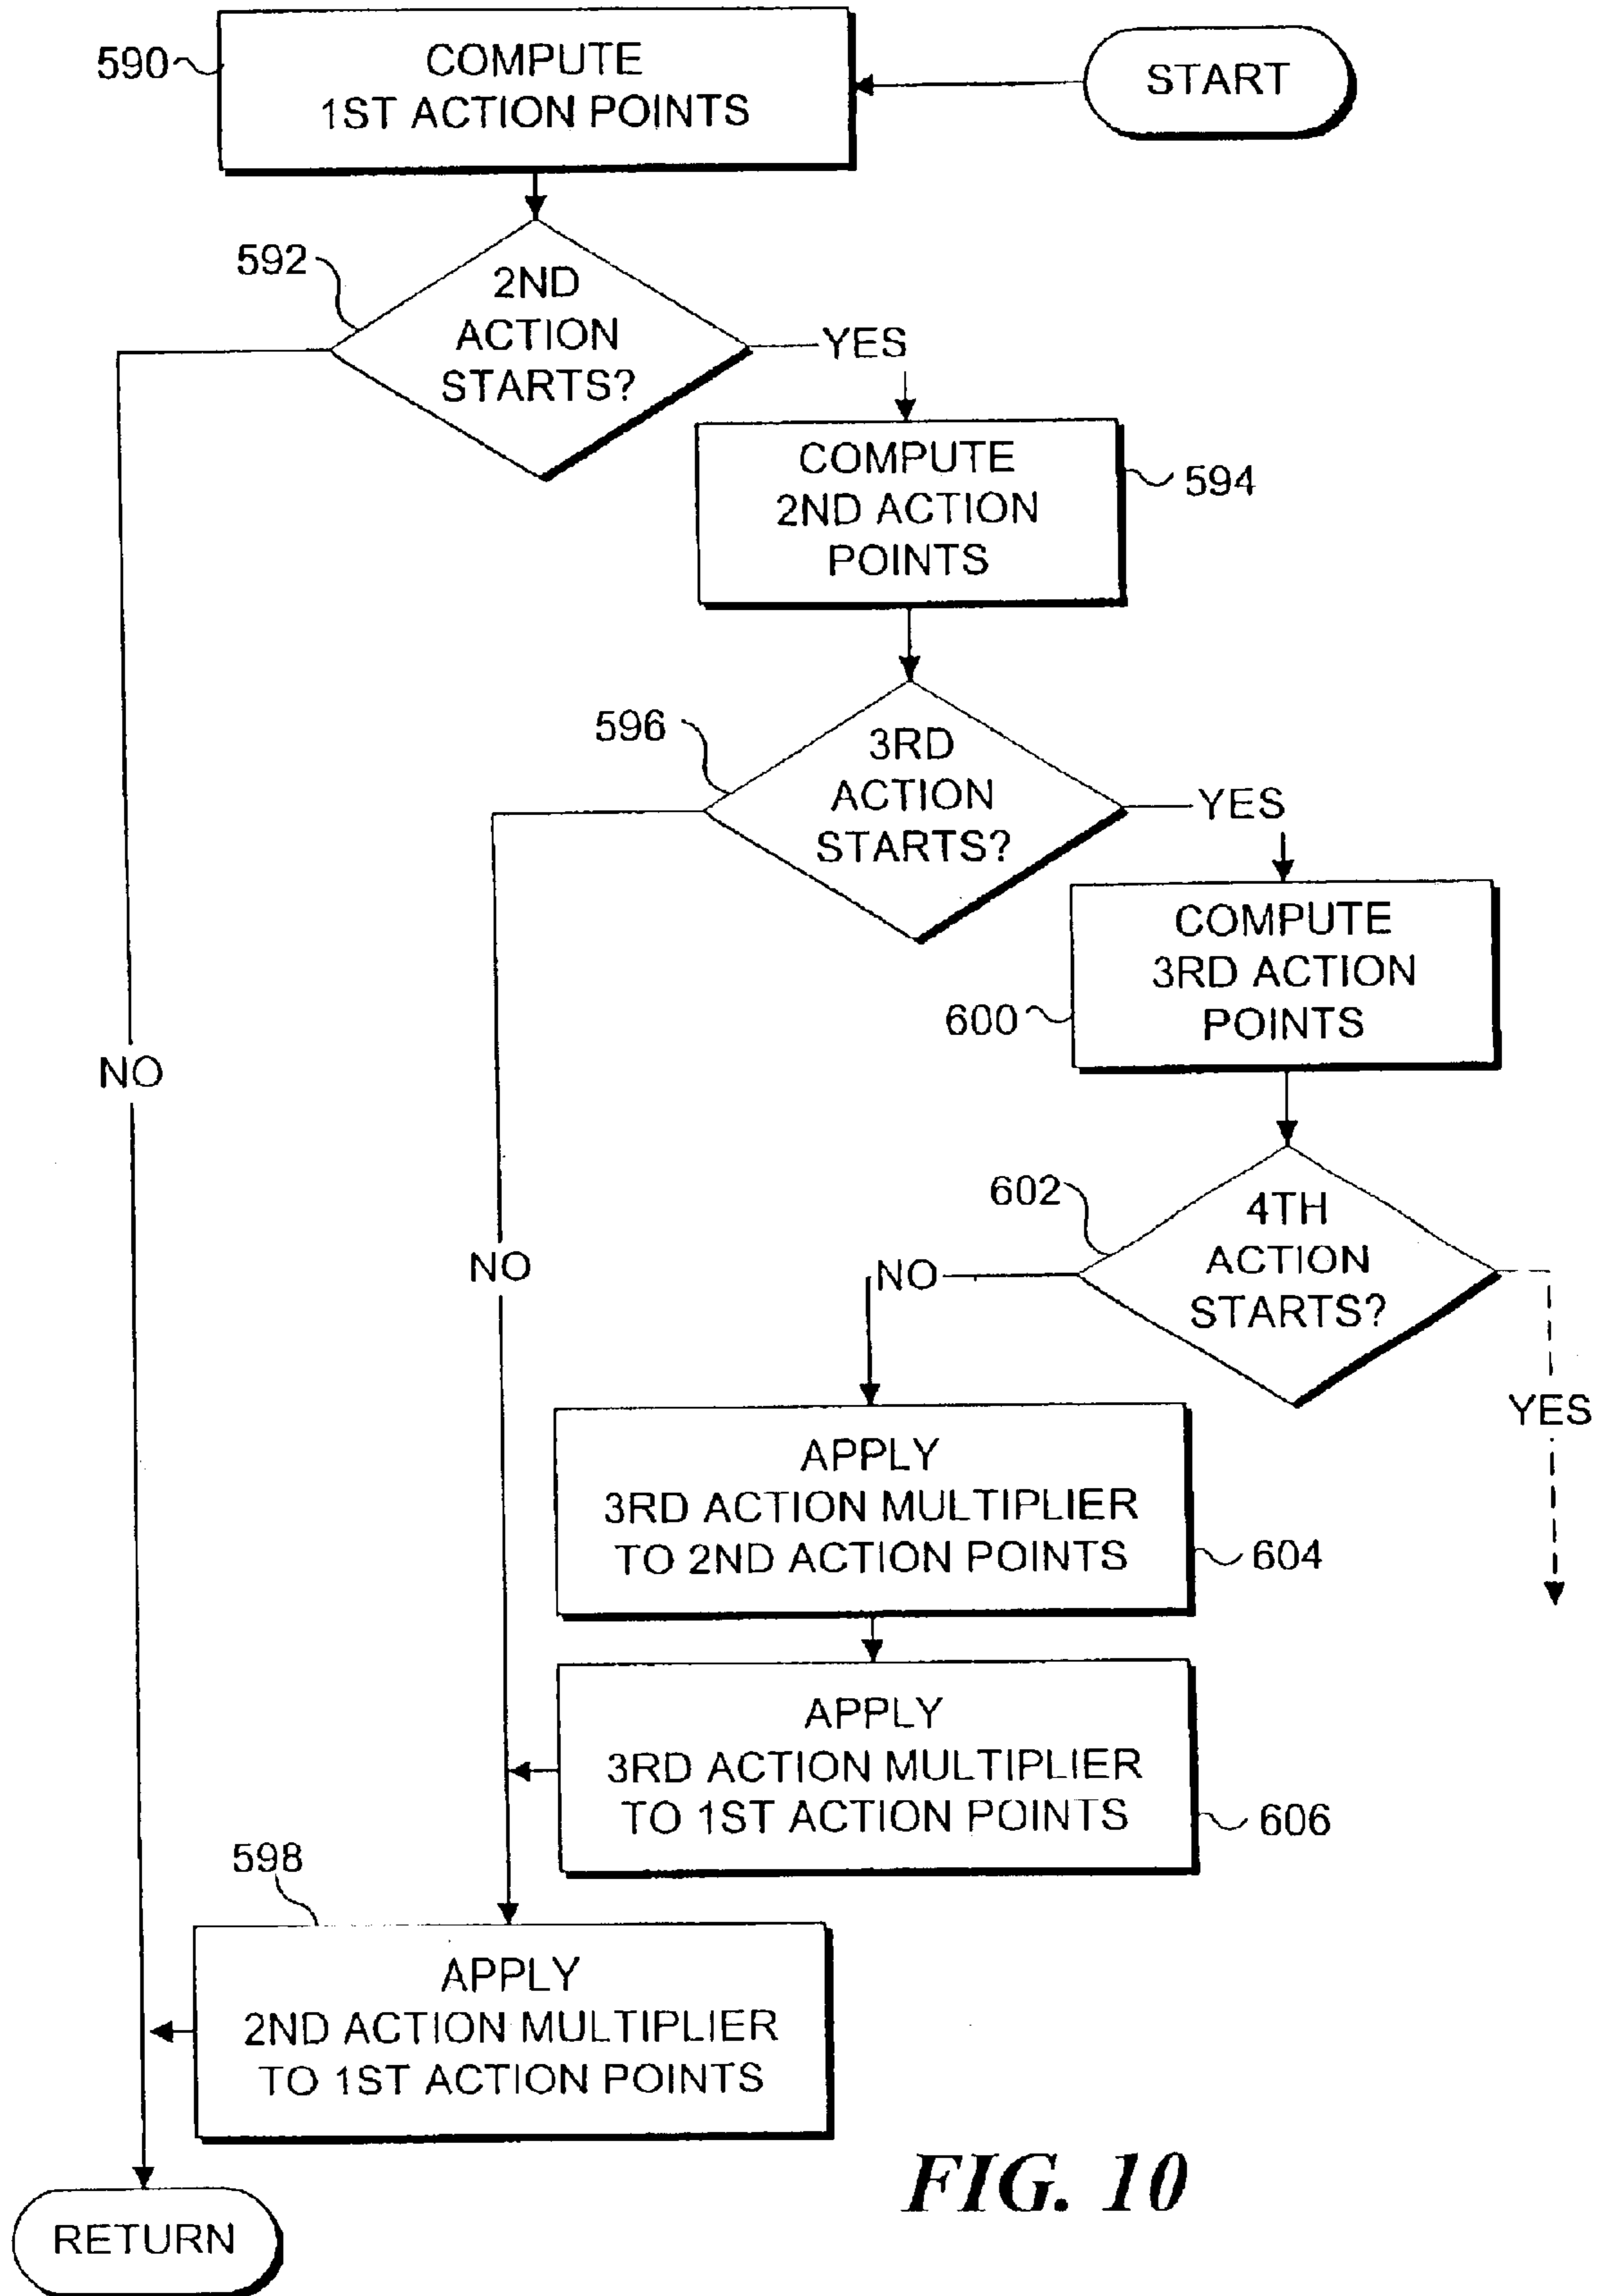 START
590
COMPUTE
1ST ACTION POINTS
592
2ND
ACTION
STARTS?
YES
COMPUTE
2ND ACTION
POINTS
594
596
3RD
ACTION
STARTS?
YES
COMPUTE
3RD ACTION
POINTS
600
NO
602
4TH
ACTION
STARTS?
NO
NO
YES
APPLY
3RD ACTION MULTIPLIER
TO 2ND ACTION POINTS
604
APPLY
3RD ACTION MULTIPLIER
TO 1ST ACTION POINTS
606
598
APPLY
2ND ACTION MULTIPLIER
TO 1ST ACTION POINTS
FIG. 10
RETURN